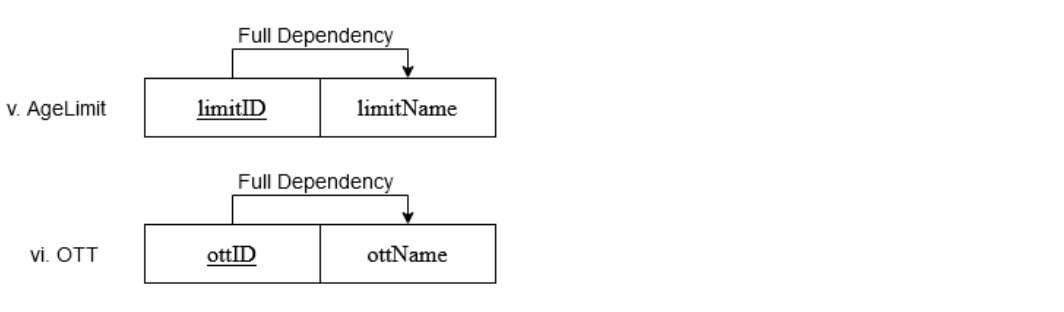 Full Dependency
v. AgeLimit limitID limitName
Full Dependency
vi. OTT ottID ottName